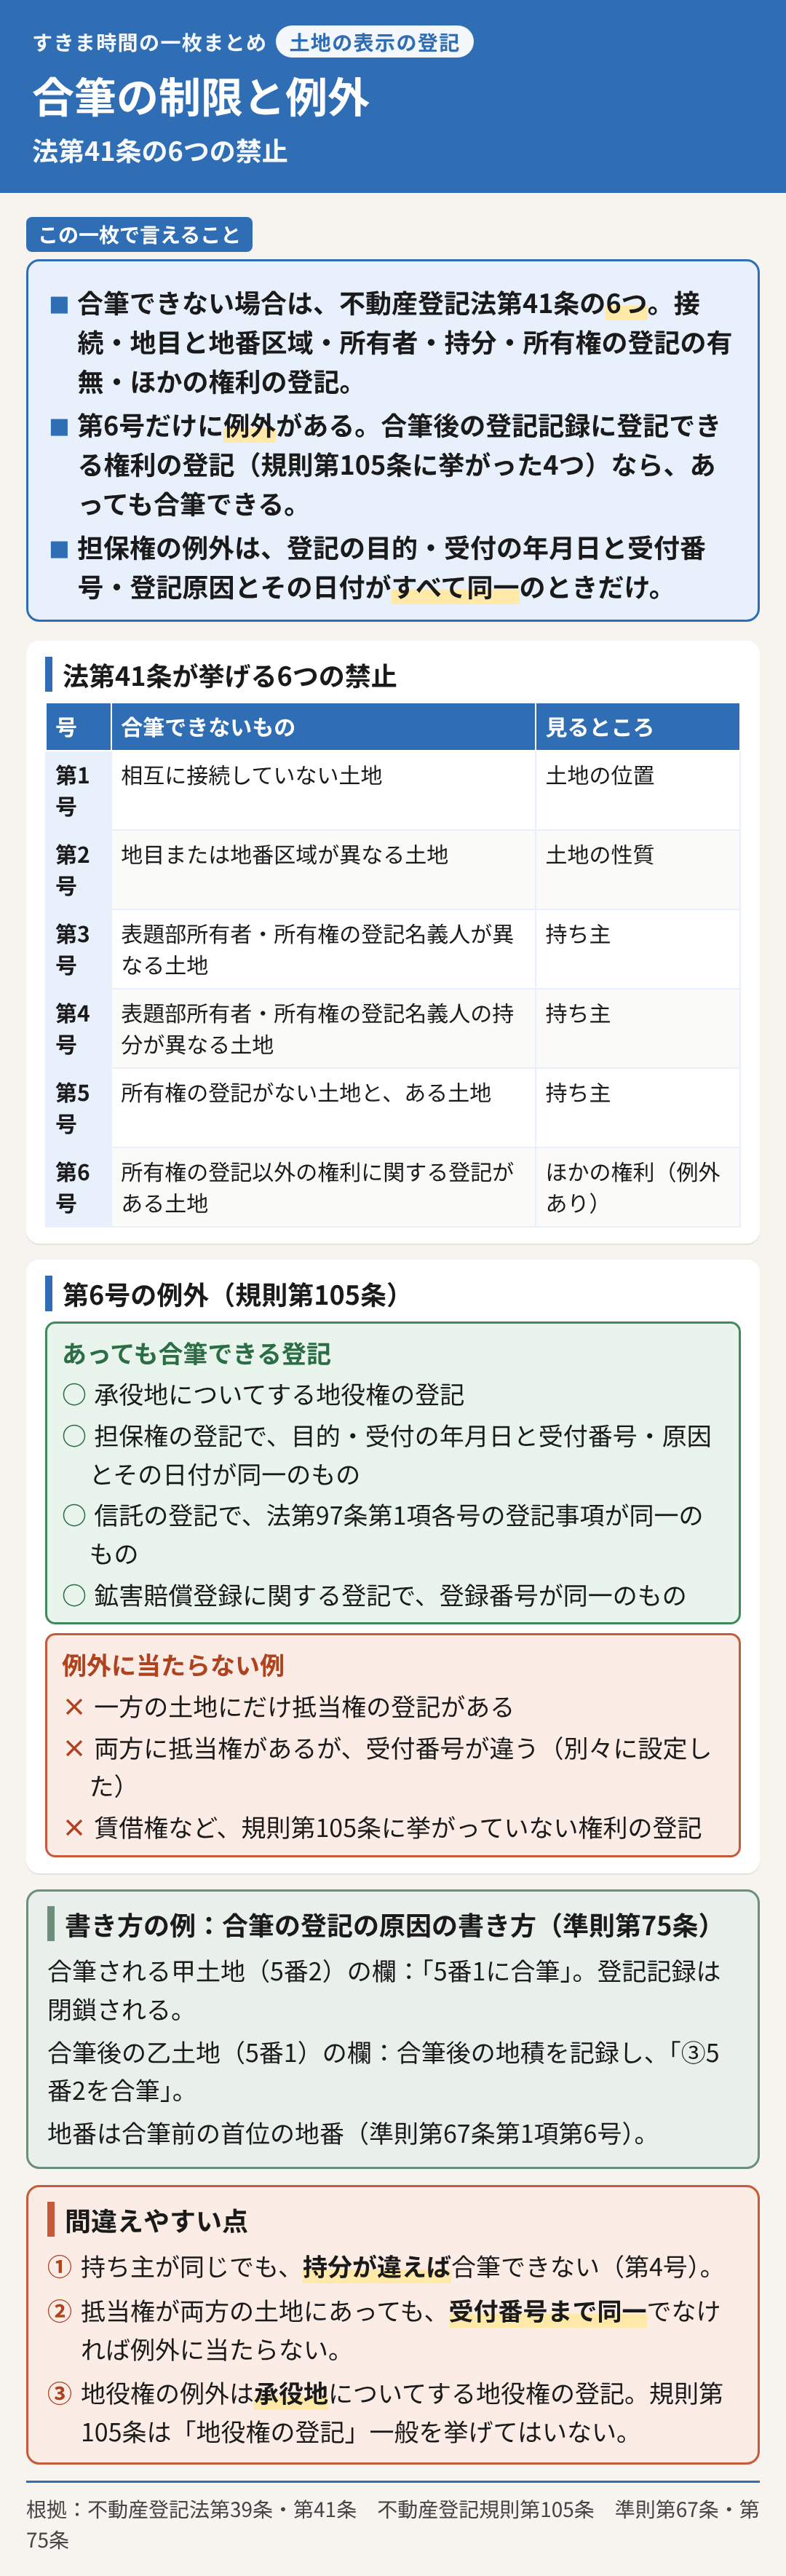 すきま時間の一枚まとめ 土地の表示の登記
合筆の制限と例外
法第41条の6つの禁止
この一枚で言えること
■ 合筆できない場合は、不動産登記法第41条の6つ。接
続・地目と地番区域・所有者・持分・所有権の登記の有
無・ほかの権利の登記。
■ 第6号だけに例外がある。合筆後の登記記録に登記でき
る権利の登記（規則第105条に挙がった4つ）なら、あ
っても合筆できる。
■ 担保権の例外は、登記の目的・受付の年月日と受付番
号・登記原因とその日付がすべて同一のときだけ。
法第41条が挙げる6つの禁止
号 合筆できないもの 見るところ
第1
号
相互に接続していない土地 土地の位置
第2
号
地目または地番区域が異なる土地 土地の性質
第3
号
表題部所有者・所有権の登記名義人が異
なる土地
持ち主
第4
号
表題部所有者・所有権の登記名義人の持
分が異なる土地
持ち主
第5
号
所有権の登記がない土地と、ある土地 持ち主
第6
号
所有権の登記以外の権利に関する登記が
ある土地
ほかの権利（例外
あり）
第6号の例外（規則第105条）
あっても合筆できる登記
○ 承役地についてする地役権の登記
○ 担保権の登記で、目的・受付の年月日と受付番号・原因
とその日付が同一のもの
○ 信託の登記で、法第97条第1項各号の登記事項が同一の
もの
○ 鉱害賠償登録に関する登記で、登録番号が同一のもの
例外に当たらない例
✕ 一方の土地にだけ抵当権の登記がある
✕ 両方に抵当権があるが、受付番号が違う（別々に設定し
た）
✕ 賃借権など、規則第105条に挙がっていない権利の登記
書き方の例：合筆の登記の原因の書き方（準則第75条）
合筆される甲土地（5番2）の欄：「5番1に合筆」。登記記録は
閉鎖される。
合筆後の乙土地（5番1）の欄：合筆後の地積を記録し、「③5
番2を合筆」。
地番は合筆前の首位の地番（準則第67条第1項第6号）。
間違えやすい点
① 持ち主が同じでも、持分が違えば合筆できない（第4号）。
② 抵当権が両方の土地にあっても、受付番号まで同一でなけ
れば例外に当たらない。
③ 地役権の例外は承役地についてする地役権の登記。規則第
105条は「地役権の登記」一般を挙げてはいない。
根拠：不動産登記法第39条・第41条　不動産登記規則第105条　準則第67条・第
75条